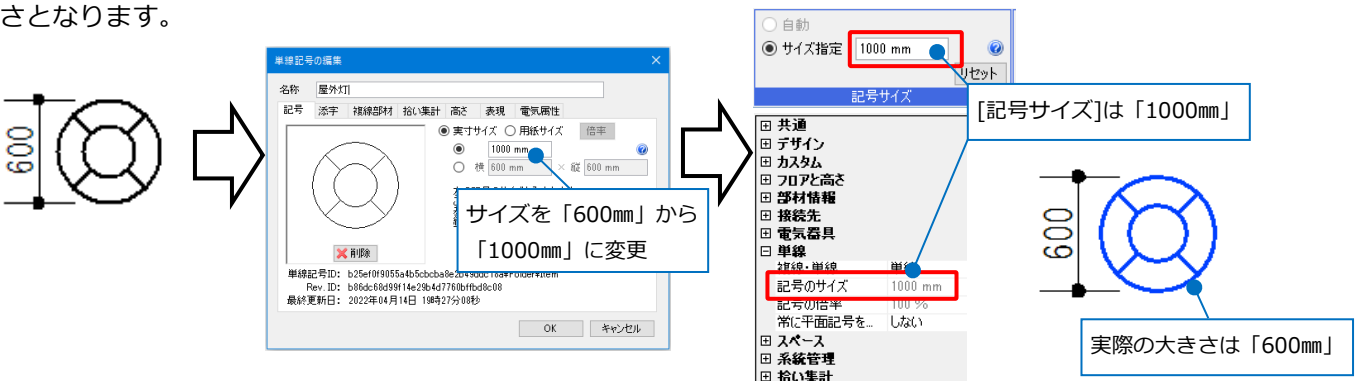 さとなります。
600
単線記号の編集
名称 屋外灯
記号 添字 複線部材 拾い集計 高さ 表現 電気属性
実寸サイズ 用紙サイズ 倍率
1000 mm
横 600 mm × 縦 600 mm
サイズを「600㎜」から
「1000㎜」に変更
削除
単線記号ID:
Rev. ID: b86dc68d99f14e29b4d7760bffbd8c08
最終更新日: 2022年04月14日 19時27分08秒
OK キャンセル
自動
サイズ指定 1000 mm
リセット
記号サイズ
[記号サイズ]は「1000㎜」
共通
デザイン
カスタム
フロアと高さ
部材情報
接続先
電気器具
単線
複線・単線 単線
記号のサイズ 1000 mm
記号の倍率 100 %
常に平面記号を... しない
スペース
系統管理
拾い集計
600
実際の大きさは「600㎜」